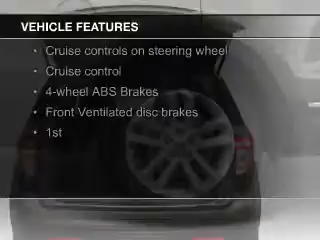 VEHICLE FEATURES
• Cruise controls on steering wheel
• Cruise control
• 4-wheel ABS Brakes
• Front Ventilated disc brakes
• 1st